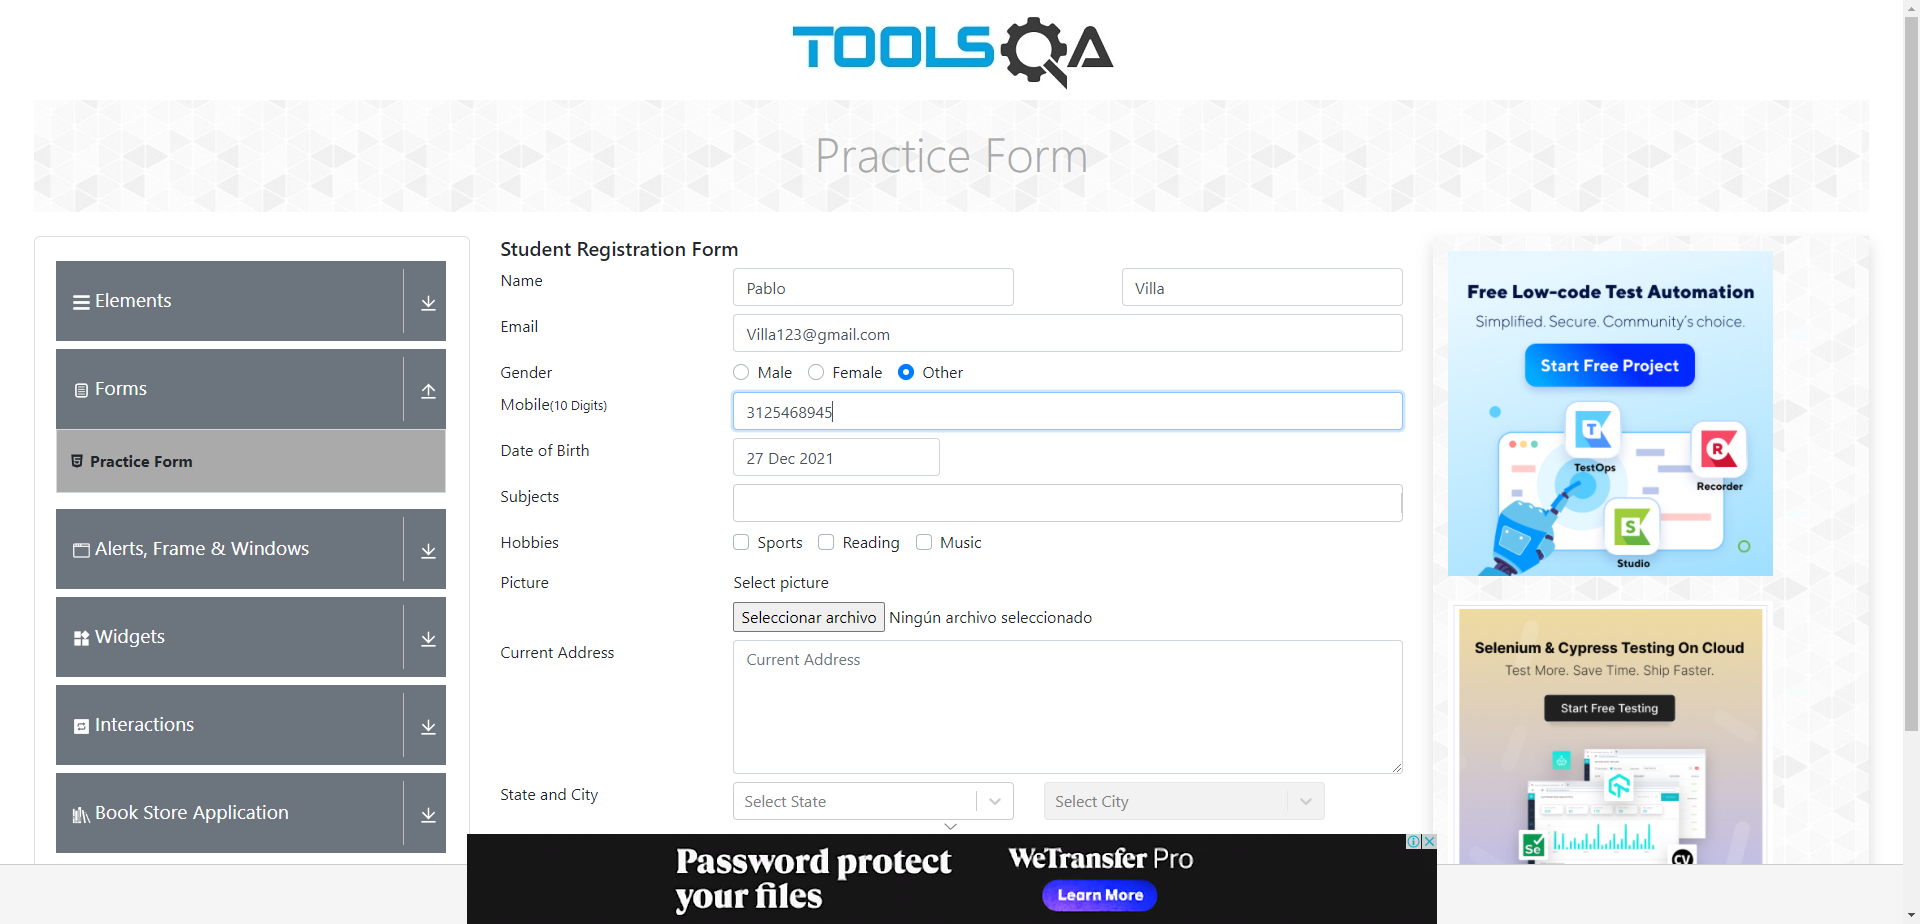 TOOLSQA
Practice Form
Elements
Forms
Practice Form
Alerts, Frame & Windows
Widgets
Interactions
Book Store Application
Student Registration Form
Name
Pablo
Villa
Email
Villa123@gmail.com
Gender
Male Female Other
Mobile(10 Digits)
3125468945
Date of Birth
27 Dec 2021
Subjects
Hobbies
Sports Reading Music
Picture
Select picture
Seleccionar archivo Ningún archivo seleccionado
Current Address
Current Address
State and City
Select State
Select City
Free Low-code Test Automation
Simplified. Secure. Community's choice.
Start Free Project
T
TestOps
R
Recorder
S
Studio
Selenium & Cypress Testing On Cloud
Test More. Save Time. Ship Faster.
Start Free Testing
Se
CV
Password protect
your files
WeTransfer Pro
Learn More